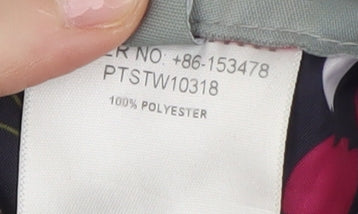 ER NO: +86-153478
PTSTW10318
100% POLYESTER